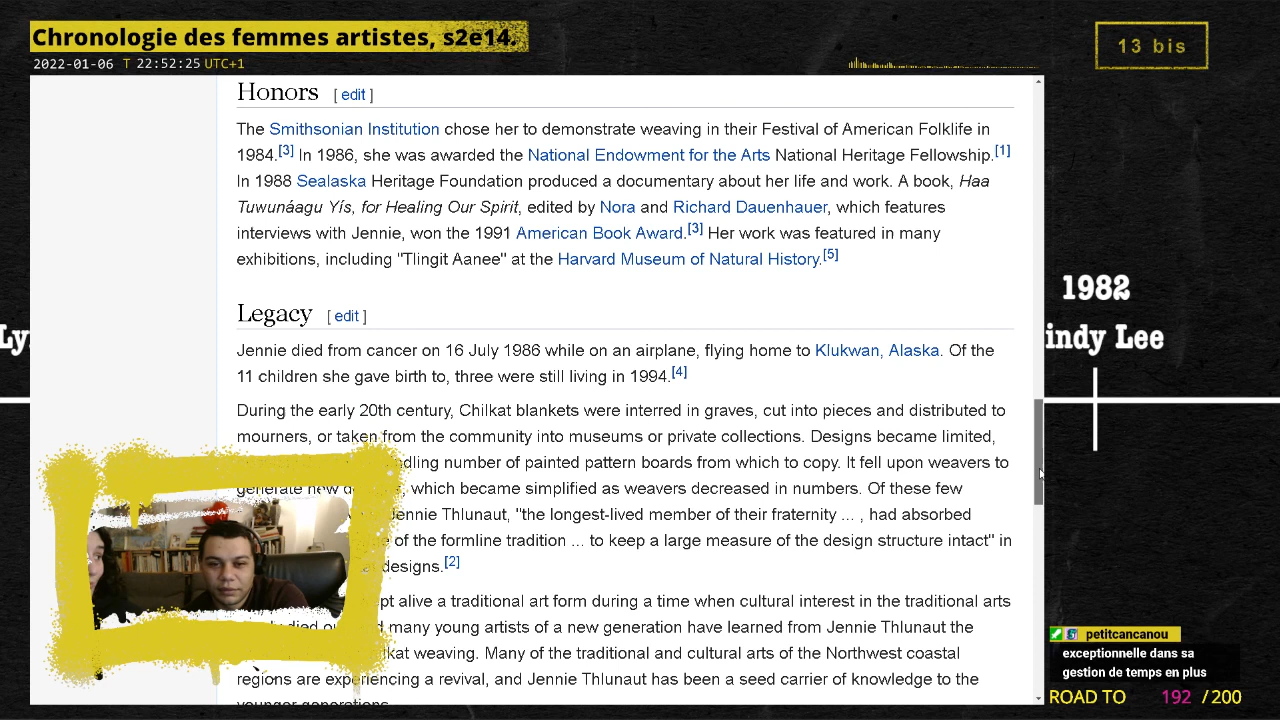 Chronologie des femmes artistes, s2e14.
2022-01-06 T 22:52:25 UTC+1
13 bis
Honors [ edit ]
The Smithsonian Institution chose her to demonstrate weaving in their Festival of American Folklife in
1984.[3] In 1986, she was awarded the National Endowment for the Arts National Heritage Fellowship.[1]
In 1988 Sealaska Heritage Foundation produced a documentary about her life and work. A book, Haa
Tuwunáagu Yís, for Healing Our Spirit, edited by Nora and Richard Dauenhauer, which features
interviews with Jennie, won the 1991 American Book Award.[3] Her work was featured in many
exhibitions, including "Tlingit Aanee" at the Harvard Museum of Natural History.[5]
Legacy [ edit ]
Jennie died from cancer on 16 July 1986 while on an airplane, flying home to Klukwan, Alaska. Of the
11 children she gave birth to, three were still living in 1994.[4]
During the early 20th century, Chilkat blankets were interred in graves, cut into pieces and distributed to
mourners, or taken from the community into museums or private collections. Designs became limited,
number of painted pattern boards from which to copy. It fell upon weavers to
generate new , which became simplified as weavers decreased in numbers. Of these few
Jennie Thlunaut, "the longest-lived member of their fraternity ... , had absorbed
of the formline tradition ... to keep a large measure of the design structure intact" in
designs.[2]
alive a traditional art form during a time when cultural interest in the traditional arts
many young artists of a new generation have learned from Jennie Thlunaut the
weaving. Many of the traditional and cultural arts of the Northwest coastal
regions are experiencing a revival, and Jennie Thlunaut has been a seed carrier of knowledge to the
younger generations.
1982
indy Lee
Ly
petitcancanou
exceptionnelle dans sa
gestion de temps en plus
ROAD TO 192 / 200